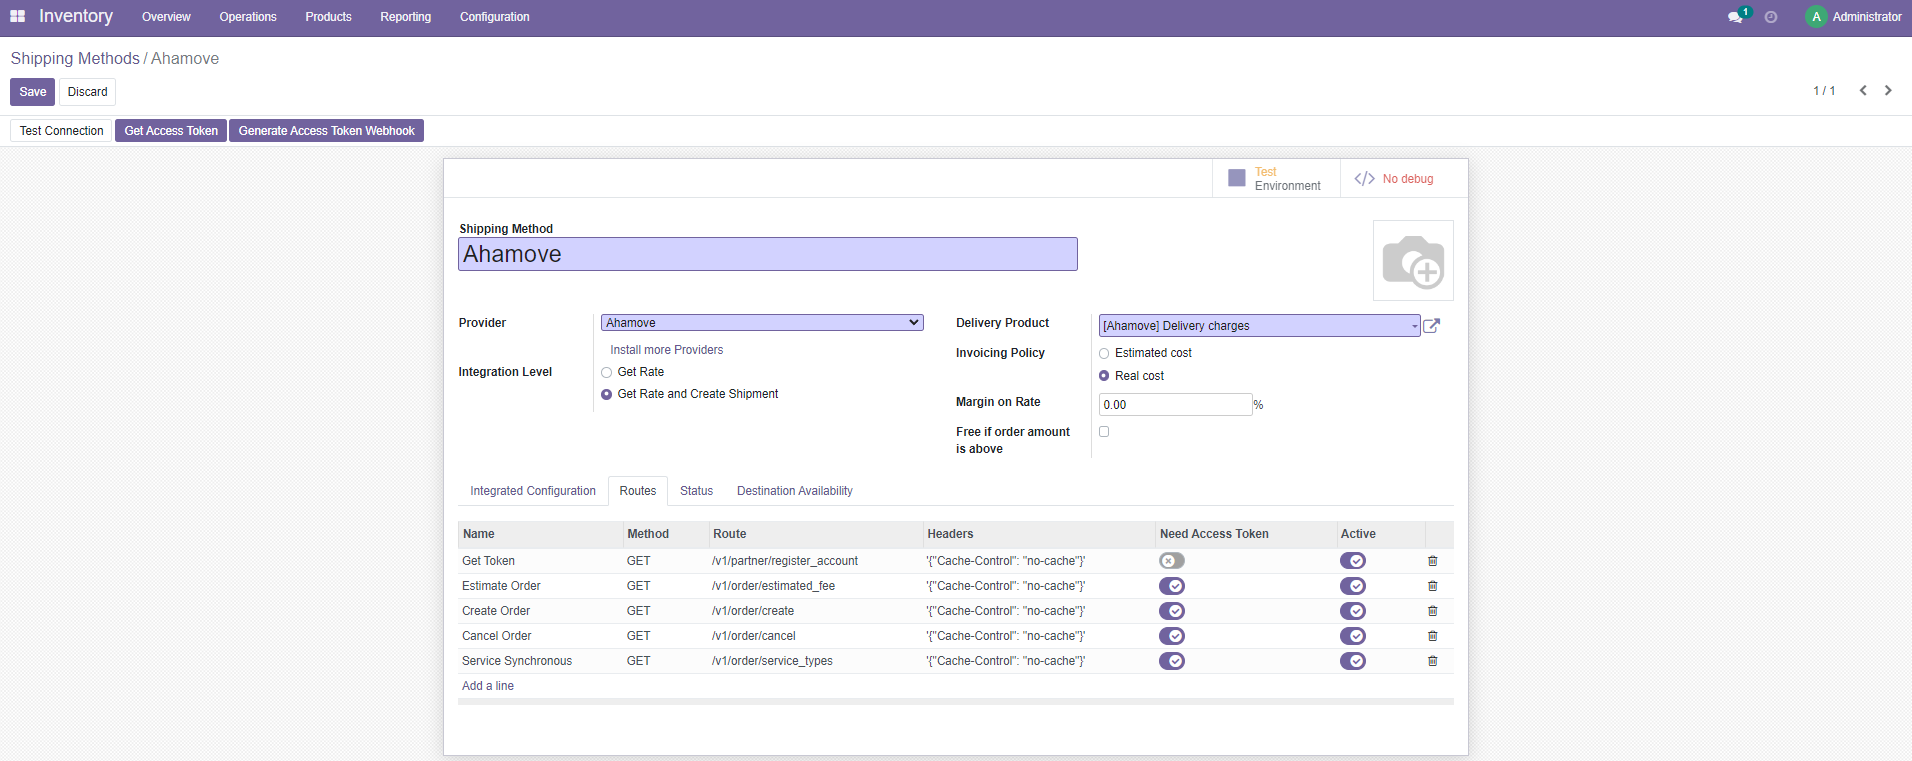 Inventory Overview Operations Products Reporting Configuration 1 A Administrator
Shipping Methods / Ahamove
Save Discard 1 / 1
Test Connection Get Access Token Generate Access Token Webhook
Test
Environment
</> No debug
Shipping Method
Ahamove
Provider Ahamove
Install more Providers
Integration Level Get Rate
Get Rate and Create Shipment
Delivery Product [Ahamove] Delivery charges
Invoicing Policy Estimated cost
Real cost
Margin on Rate 0.00 %
Free if order amount
is above
Integrated Configuration Routes Status Destination Availability
Name Method Route Headers Need Access Token Active
Get Token GET /v1/partner/register_account '{"Cache-Control": "no-cache"}'
Estimate Order GET /v1/order/estimated_fee '{"Cache-Control": "no-cache"}'
Create Order GET /v1/order/create '{"Cache-Control": "no-cache"}'
Cancel Order GET /v1/order/cancel '{"Cache-Control": "no-cache"}'
Service Synchronous GET /v1/order/service_types '{"Cache-Control": "no-cache"}'
Add a line